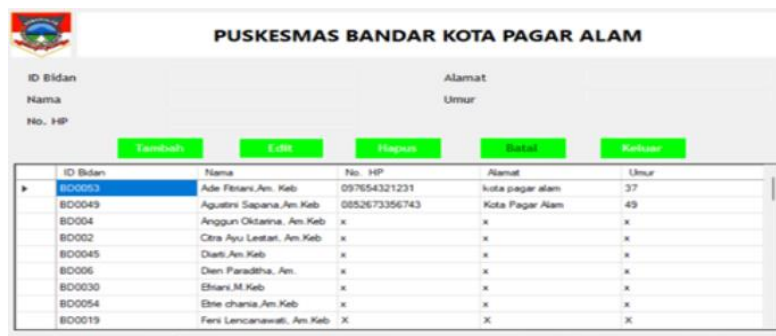 PUSKESMAS BANDAR KOTA PAGAR ALAM
ID Bidan Alamat
Nama Umur
No. HP
Tambah Edit Hapus Batal Keluar
ID Bidan Nama No. HP Alamat Umur
BD0053 Ade Fitriani,Am. Keb 097654321231 kota pagar alam 37
BD0049 Agustini Sapana,Am.Keb 0852673356743 Kota Pagar Alam 49
BD004 Anggun Oktarina, Am.Keb x x x
BD002 Citra Ayu Lestari, Am.Keb x x x
BD0045 Diarti,Am.Keb x x x
BD006 Dien Paraditha, Am. x x x
BD0030 Efriani,M.Keb x x x
BD0054 Etrie chania,Am.Keb x x x
BD0019 Feni Lencanawati, Am.Keb X X X